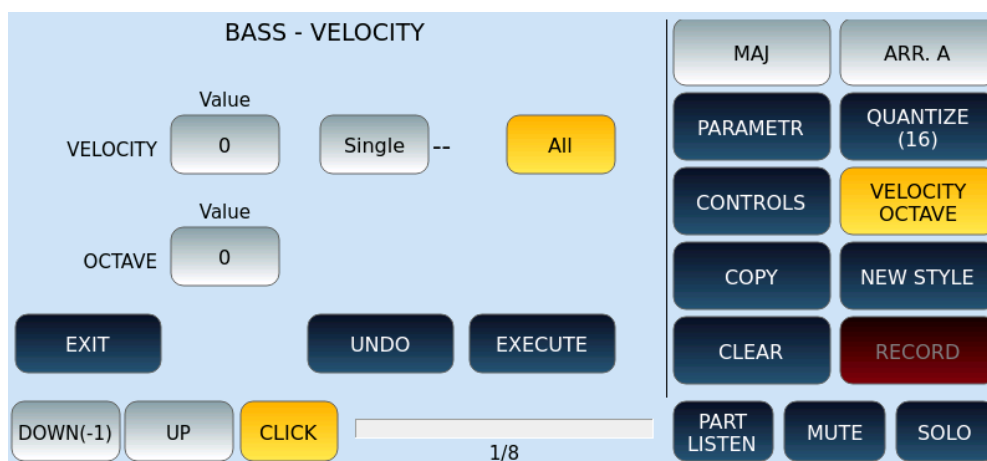 BASS - VELOCITY
Value
VELOCITY 0 Single -- All
Value
OCTAVE 0
EXIT UNDO EXECUTE
DOWN(-1) UP CLICK
1/8
MAJ ARR. A
PARAMETR QUANTIZE
(16)
CONTROLS VELOCITY
OCTAVE
COPY NEW STYLE
CLEAR RECORD
PART
LISTEN MUTE SOLO